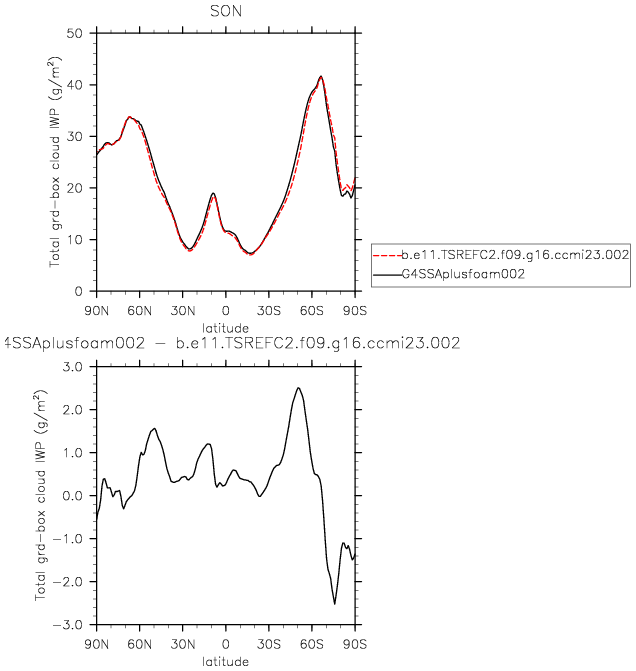 SON
Total grd-box cloud IWP (g/m²)
50
40
30
20
10
0
90N 60N 30N 0 30S 60S 90S
latitude
b.e11.TSREFC2.f09.g16.ccmi23.002
G4SSAplusfoam002
4SSAplusfoam002 - b.e11.TSREFC2.f09.g16.ccmi23.002
Total grd-box cloud IWP (g/m²)
3.0
2.0
1.0
0.0
-1.0
-2.0
-3.0
90N 60N 30N 0 30S 60S 90S
latitude